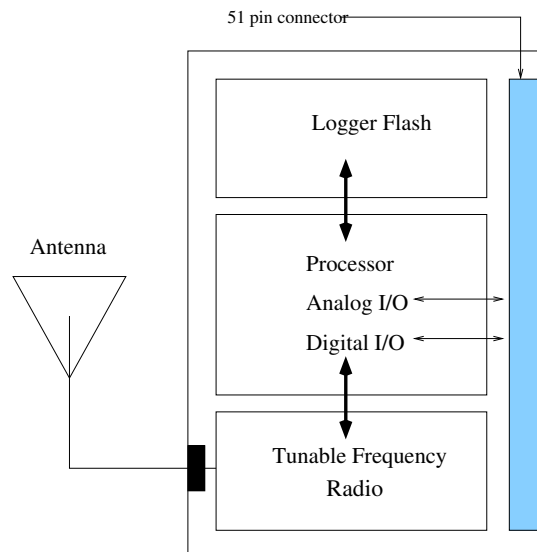 51 pin connector
Logger Flash
Antenna
Processor
Analog I/O
Digital I/O
Tunable Frequency
Radio